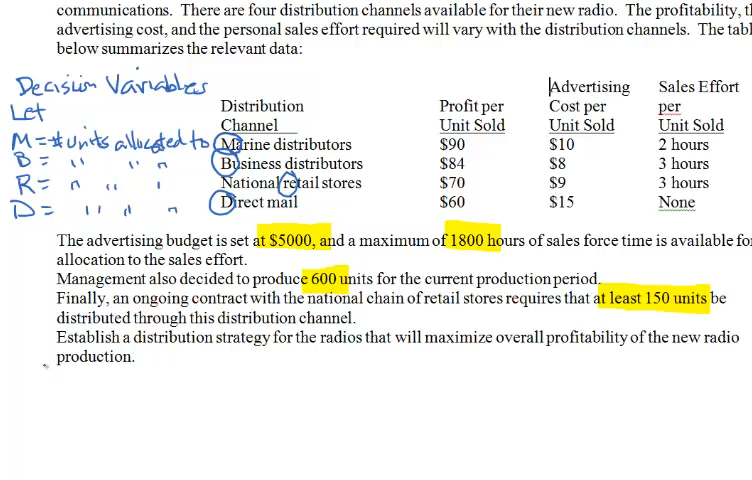 communications. There are four distribution channels available for their new radio. The profitability, t
advertising cost, and the personal sales effort required will vary with the distribution channels. The tabl
below summarizes the relevant data:
Decision Variables
Let
M = # units allocated to
B = " " "
R = " " "
D = " " "
Advertising Sales Effort
Distribution Profit per Cost per per
Channel Unit Sold Unit Sold Unit Sold
Marine distributors $90 $10 2 hours
Business distributors $84 $8 3 hours
National retail stores $70 $9 3 hours
Direct mail $60 $15 None
The advertising budget is set at $5000, and a maximum of 1800 hours of sales force time is available fo
allocation to the sales effort.
Management also decided to produce 600 units for the current production period.
Finally, an ongoing contract with the national chain of retail stores requires that at least 150 units be
distributed through this distribution channel.
Establish a distribution strategy for the radios that will maximize overall profitability of the new radio
production.